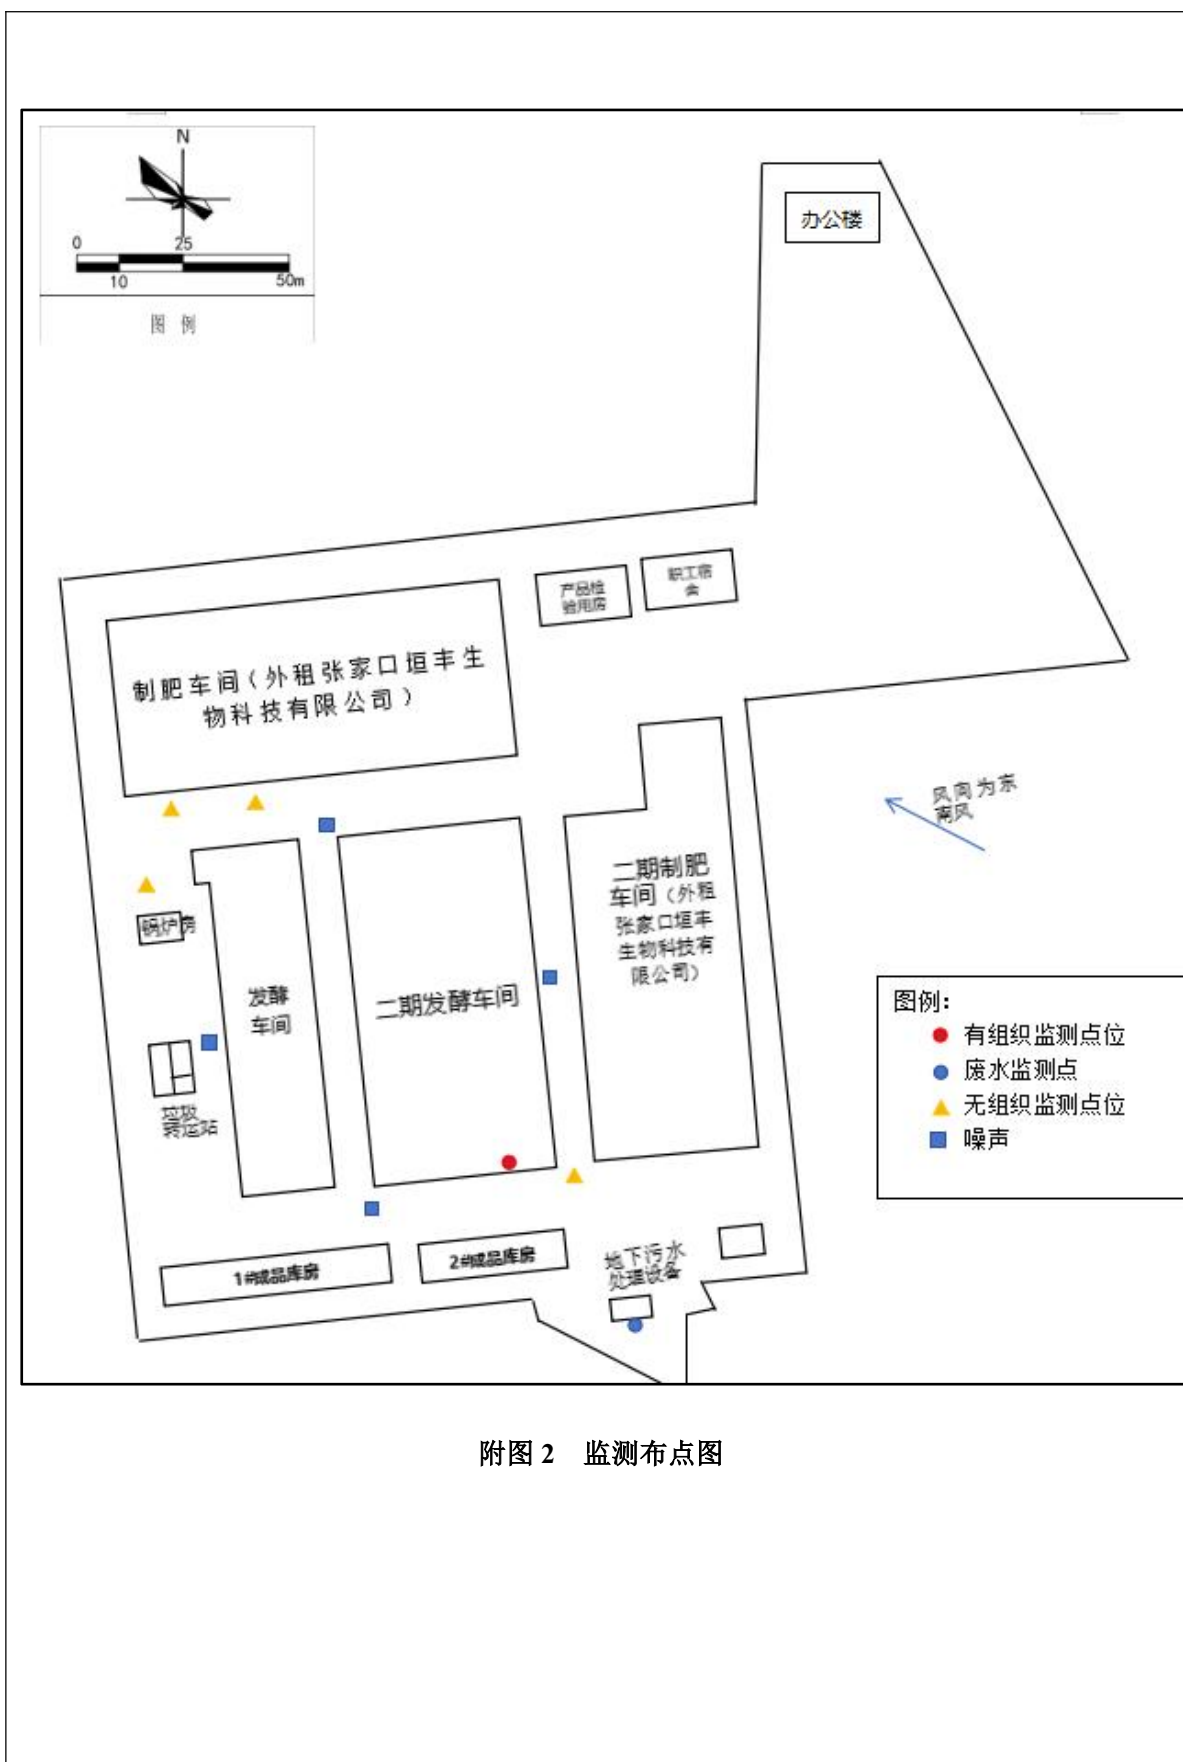 N
0 25
10 50m
图 例
办公楼
产品检
验用房
职工宿
舍
制肥车间（外租张家口垣丰生
物科技有限公司）
风向为东
南风
二期制肥
车间（外租
张家口垣丰
生物科技有
限公司）
锅炉房
发酵
车间
二期发酵车间
图例：
有组织监测点位
废水监测点
无组织监测点位
噪声
垃圾
转运站
1#成品库房
2#成品库房
地下污水
处理设备
附图 2 监测布点图